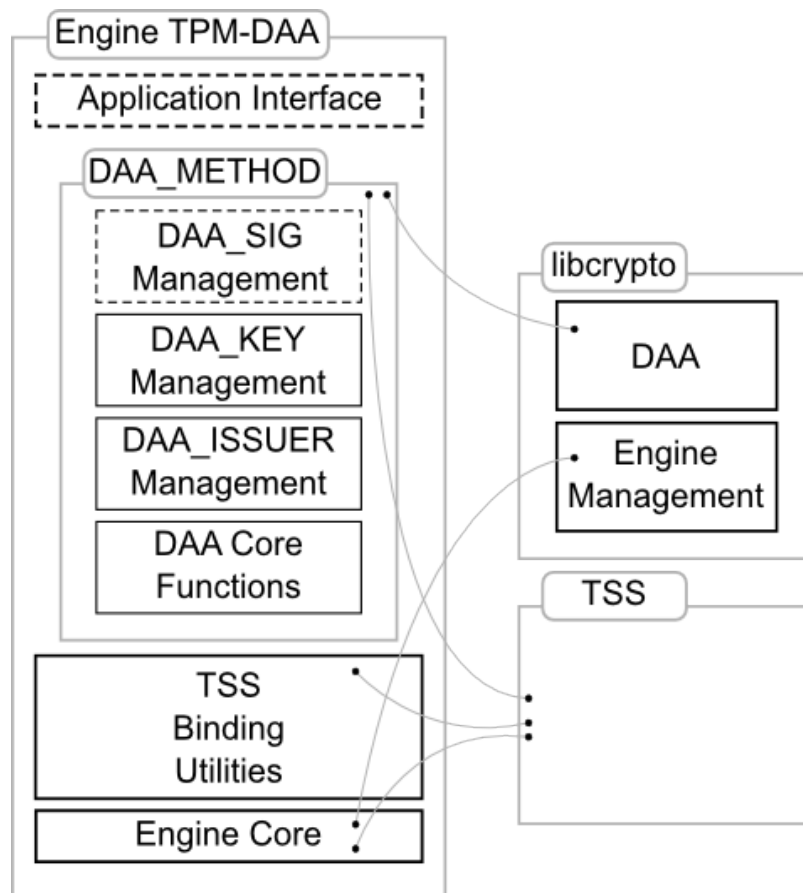 Engine TPM-DAA
Application Interface
DAA_METHOD
DAA_SIG
Management
DAA_KEY
Management
DAA_ISSUER
Management
DAA Core
Functions
TSS
Binding
Utilities
Engine Core
libcrypto
DAA
Engine
Management
TSS